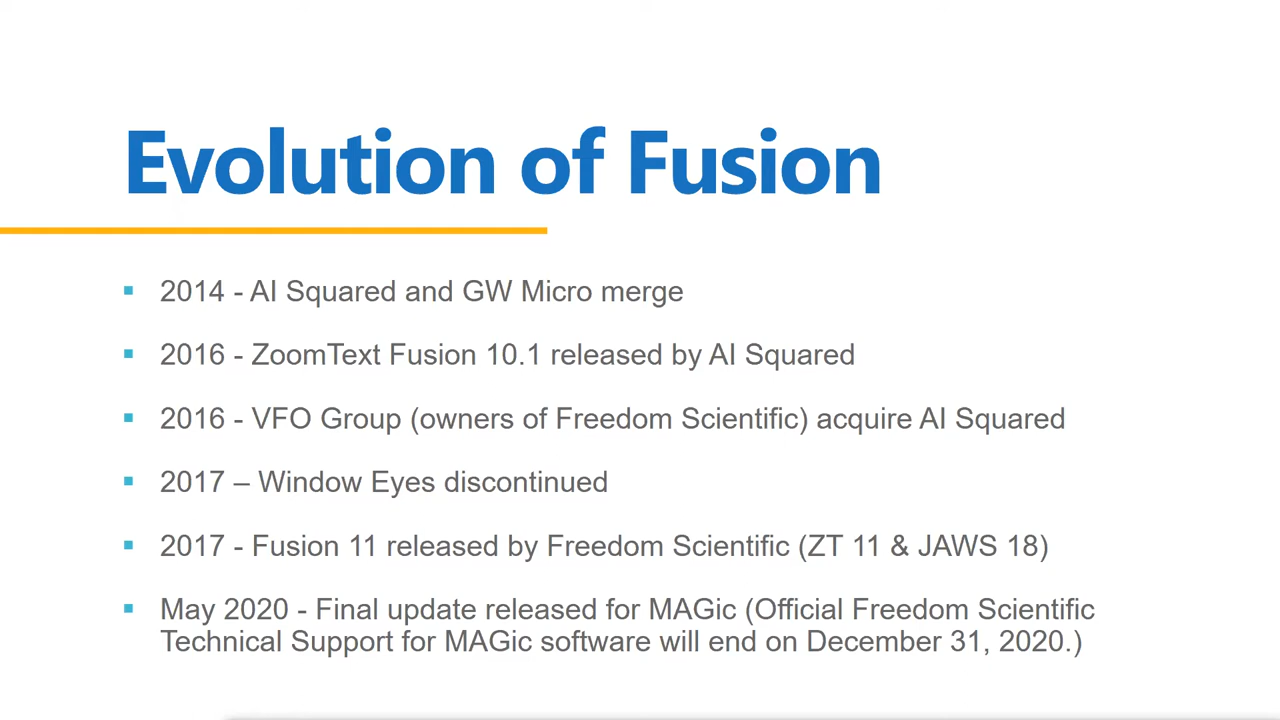 Evolution of Fusion
▪ 2014 - AI Squared and GW Micro merge
▪ 2016 - ZoomText Fusion 10.1 released by AI Squared
▪ 2016 - VFO Group (owners of Freedom Scientific) acquire AI Squared
▪ 2017 – Window Eyes discontinued
▪ 2017 - Fusion 11 released by Freedom Scientific (ZT 11 & JAWS 18)
▪ May 2020 - Final update released for MAGic (Official Freedom Scientific
Technical Support for MAGic software will end on December 31, 2020.)